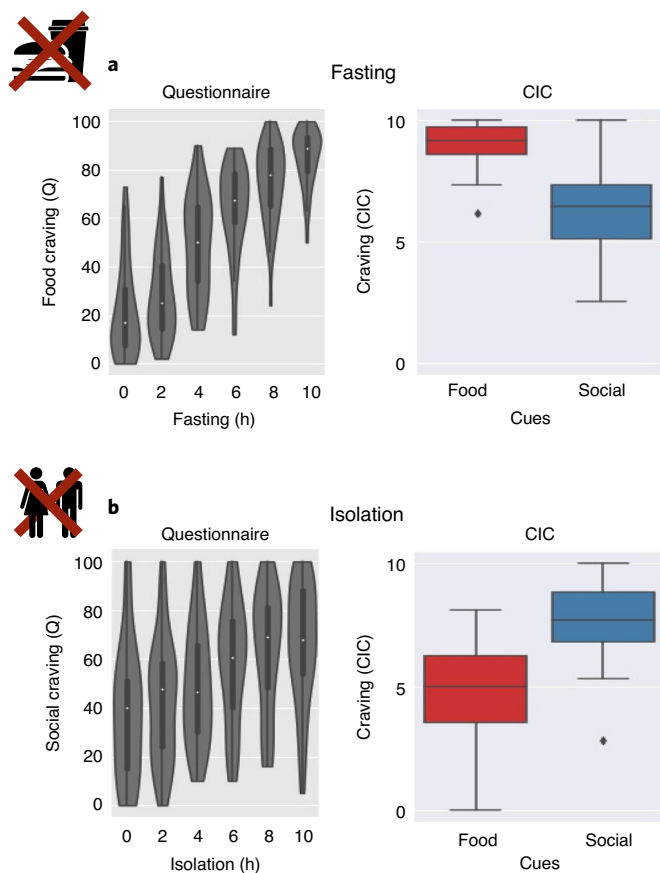 a
Fasting
Questionnaire
Food craving (Q)
100
80
60
40
20
0
0 2 4 6 8 10
Fasting (h)
CIC
Craving (CIC)
10
5
0
Food Social
Cues
b
Isolation
Questionnaire
Social craving (Q)
100
80
60
40
20
0
0 2 4 6 8 10
Isolation (h)
CIC
Craving (CIC)
10
5
0
Food Social
Cues